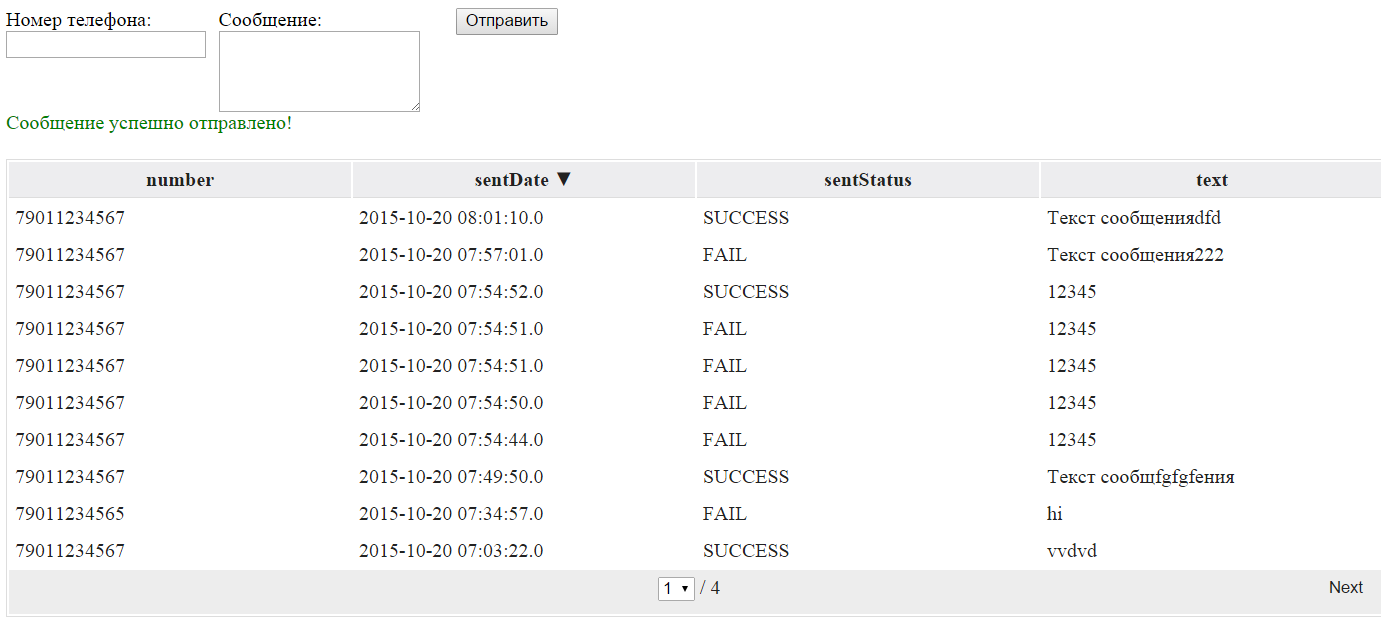 Номер телефона: Сообщение: Отправить
Сообщение успешно отправлено!
number sentDate ▼ sentStatus text
79011234567 2015-10-20 08:01:10.0 SUCCESS Текст сообщенияdfd
79011234567 2015-10-20 07:57:01.0 FAIL Текст сообщения222
79011234567 2015-10-20 07:54:52.0 SUCCESS 12345
79011234567 2015-10-20 07:54:51.0 FAIL 12345
79011234567 2015-10-20 07:54:51.0 FAIL 12345
79011234567 2015-10-20 07:54:50.0 FAIL 12345
79011234567 2015-10-20 07:54:44.0 FAIL 12345
79011234567 2015-10-20 07:49:50.0 SUCCESS Текст сообщfgfgfения
79011234565 2015-10-20 07:34:57.0 FAIL hi
79011234567 2015-10-20 07:03:22.0 SUCCESS vvdvd
1 ▼ / 4 Next